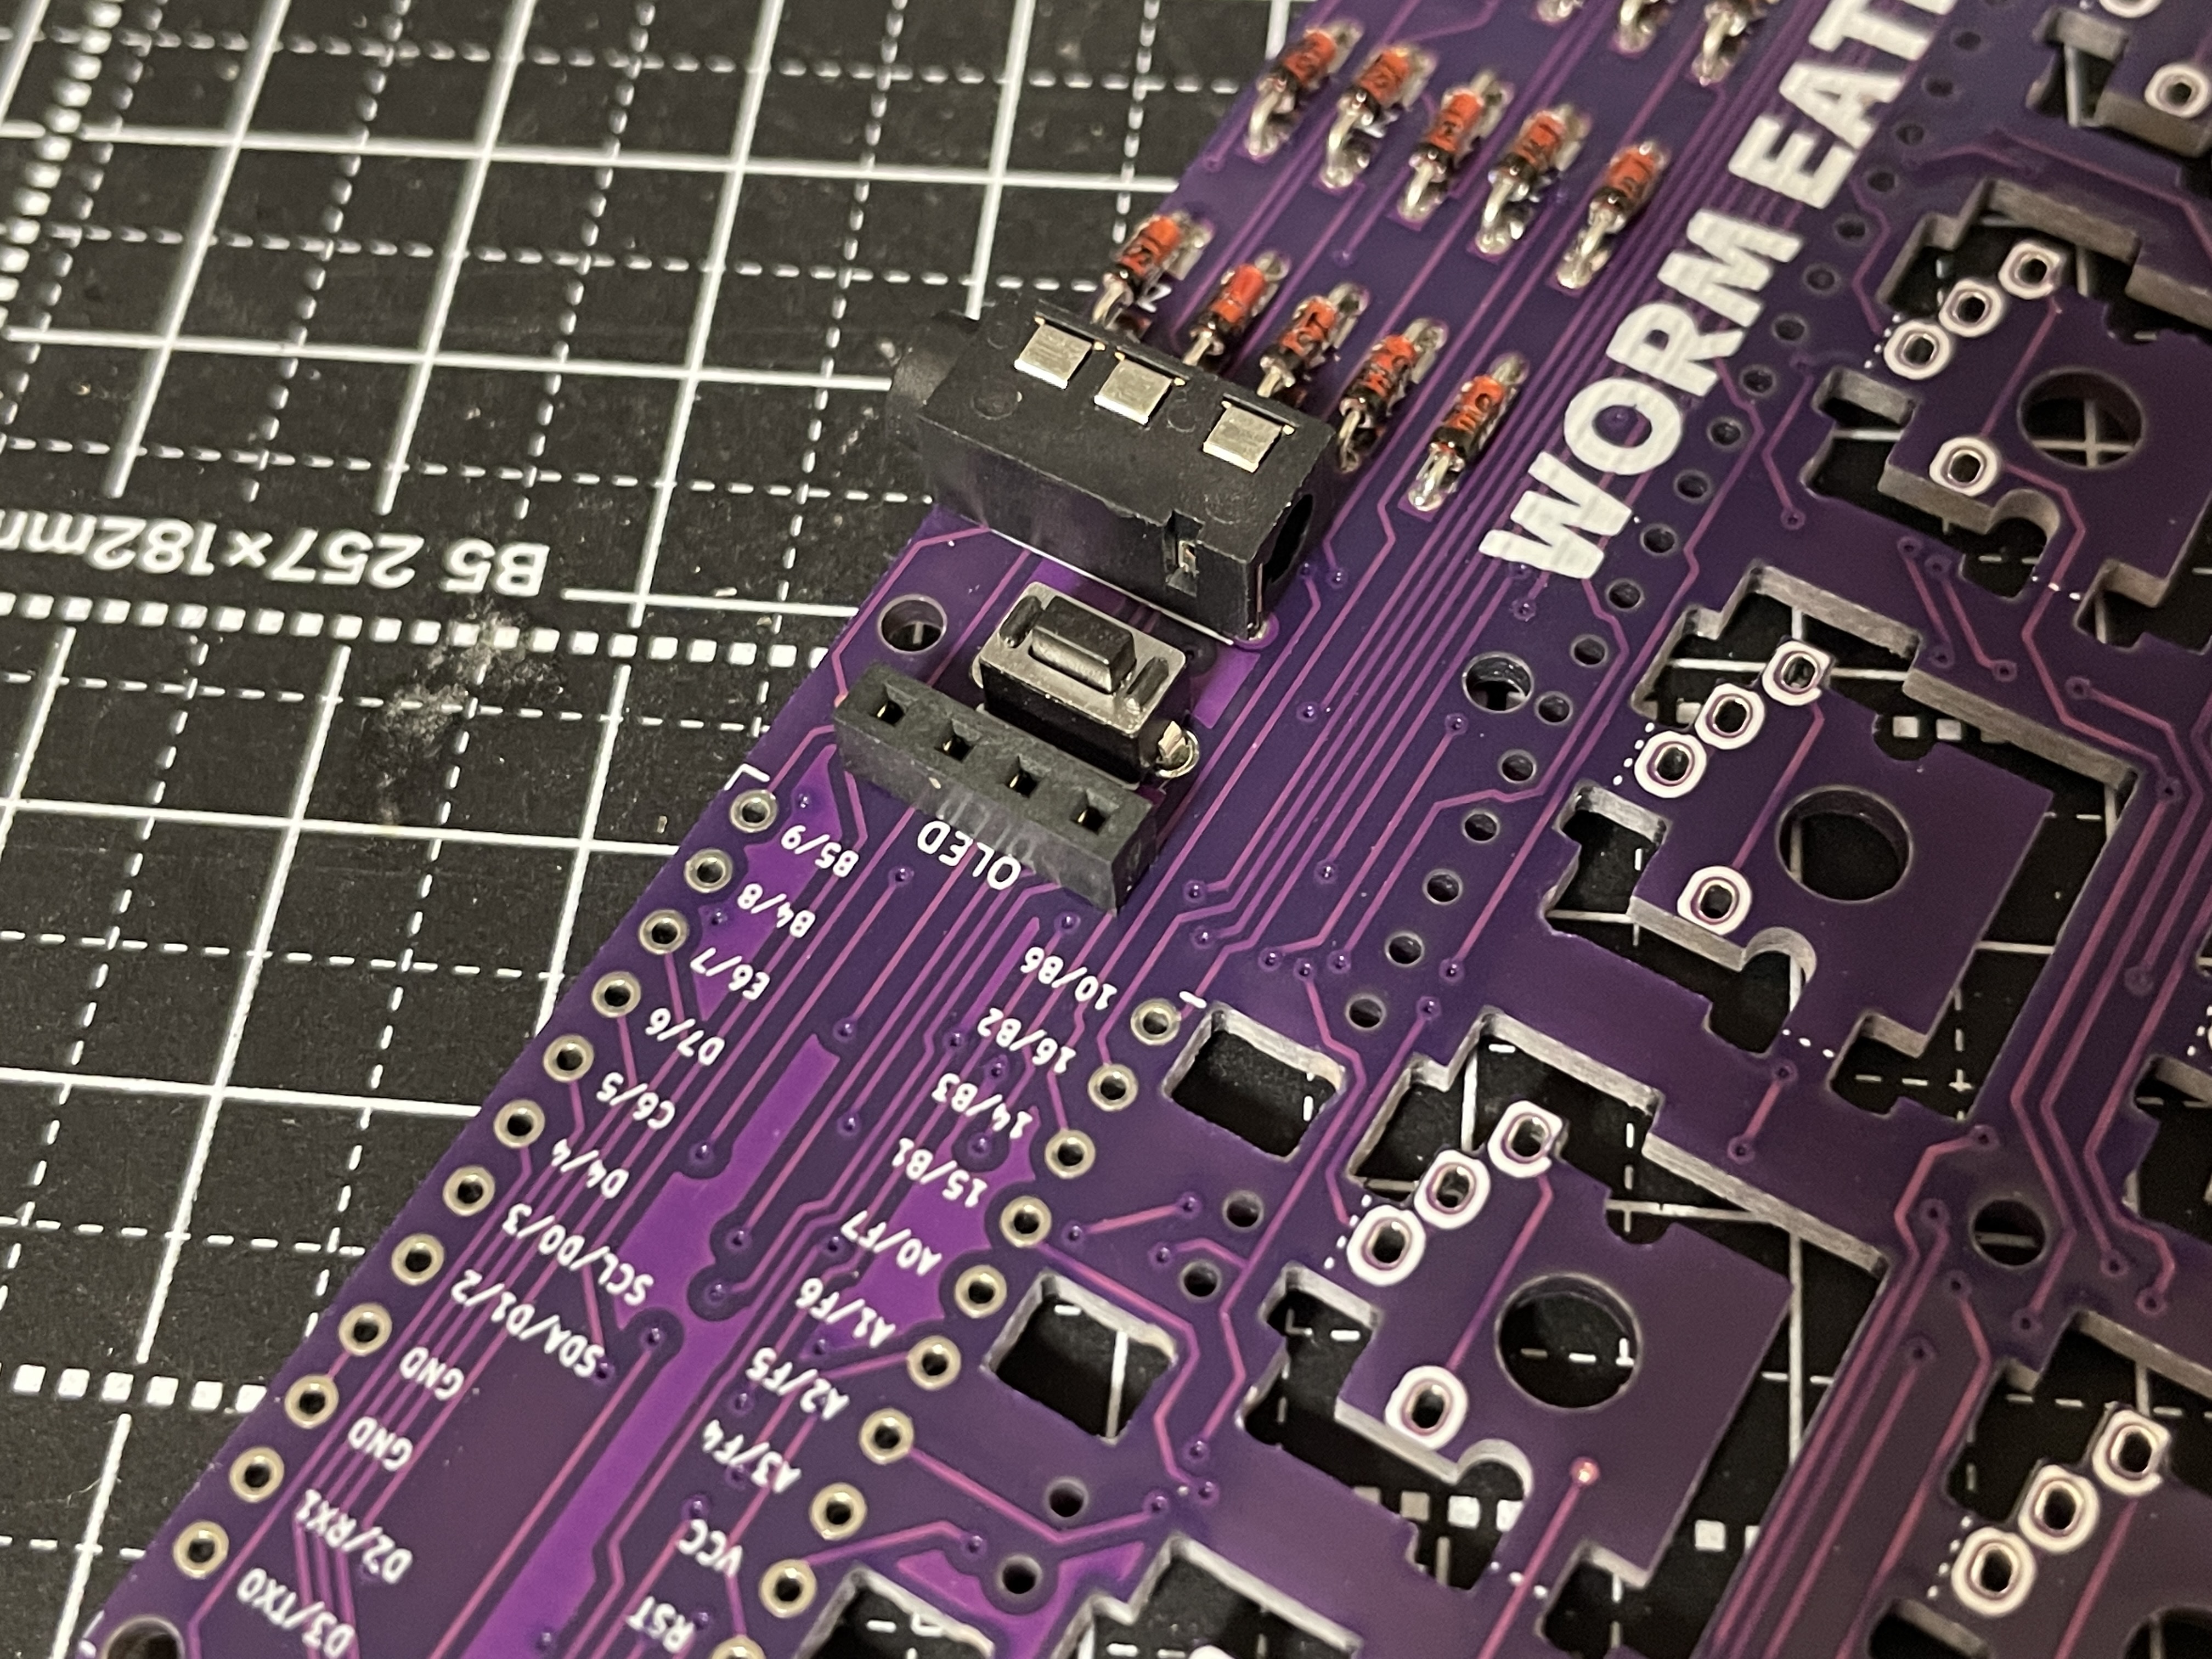 WORM EATI
B5 257×182mm
OLED
B5/9
B4/8
E6/7
D7/6
C6/5
D4/4
SCL/D0/3
SDA/D1/2
GND
GND
D2/RX1
D3/TX0
10/B6
16/B2
14/B3
15/B1
A0/F7
A1/F6
A2/F5
A3/F4
VCC
RST